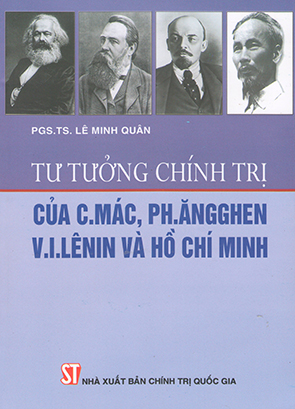 PGS.TS. LÊ MINH QUÂN
TƯ TƯỞNG CHÍNH TRỊ
CỦA C.MÁC, PH.ĂNGGHEN
V.I.LÊNIN VÀ HỒ CHÍ MINH
ST NHÀ XUẤT BẢN CHÍNH TRỊ QUỐC GIA